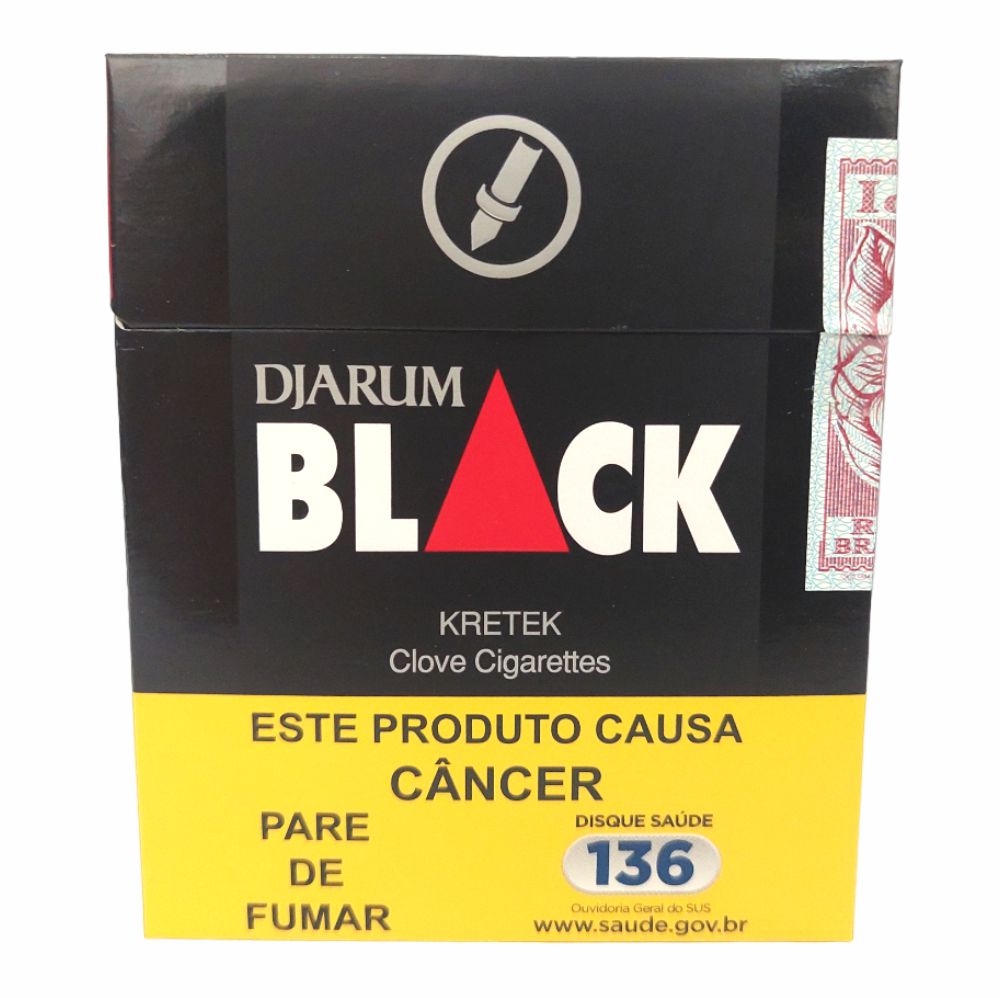 DJARUM
BLACK
KRETEK
Clove Cigarettes
ESTE PRODUTO CAUSA
CÂNCER
PARE
DE
FUMAR
DISQUE SAÚDE
136
Ouvidoria Geral do SUS
www.saude.gov.br